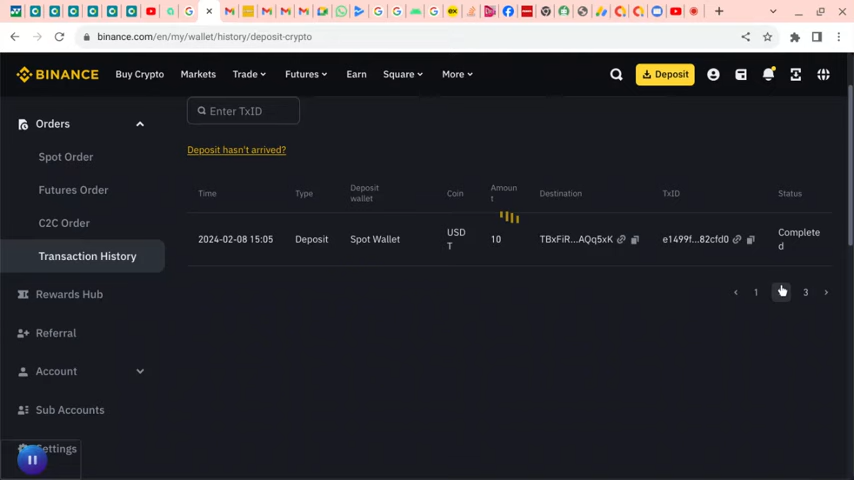 binance.com/en/my/wallet/history/deposit-crypto
BINANCE
Buy Crypto
Markets
Trade
Futures
Earn
Square
More
Deposit
Orders
Spot Order
Futures Order
C2C Order
Transaction History
Rewards Hub
Referral
Account
Sub Accounts
Settings
Enter TxID
Deposit hasn't arrived?
Time
Type
Deposit
wallet
Coin
Amoun
t
Destination
TxID
Status
2024-02-08 15:05
Deposit
Spot Wallet
USD
T
10
TBxFiR...AQq5xK
e1499f...82cfd0
Complete
d
1
3